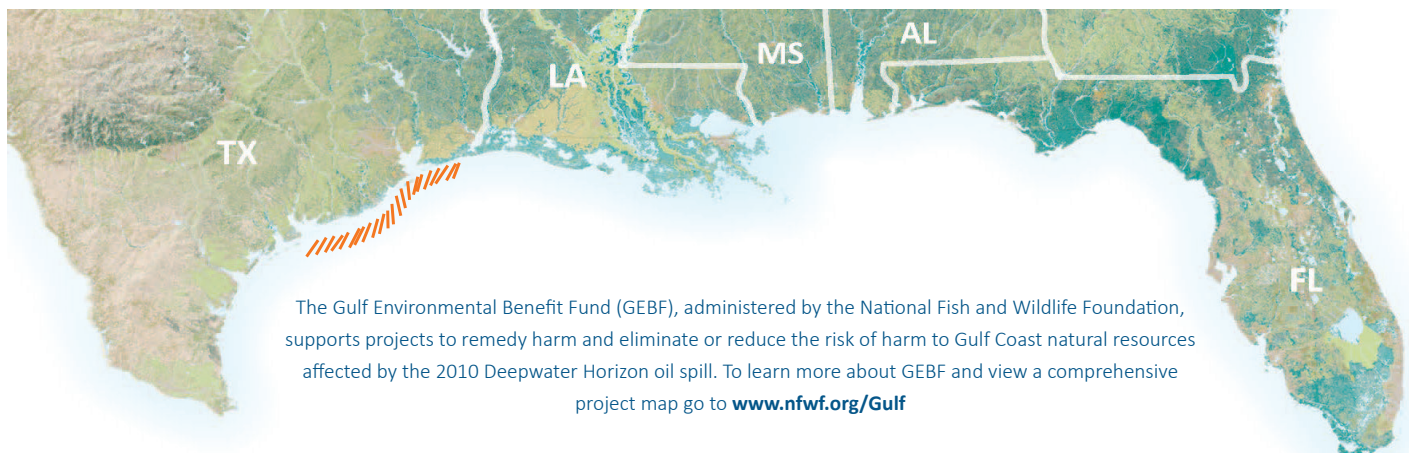 AL
MS
LA
TX
FL
The Gulf Environmental Benefit Fund (GEBF), administered by the National Fish and Wildlife Foundation,
supports projects to remedy harm and eliminate or reduce the risk of harm to Gulf Coast natural resources
affected by the 2010 Deepwater Horizon oil spill. To learn more about GEBF and view a comprehensive
project map go to www.nfwf.org/Gulf